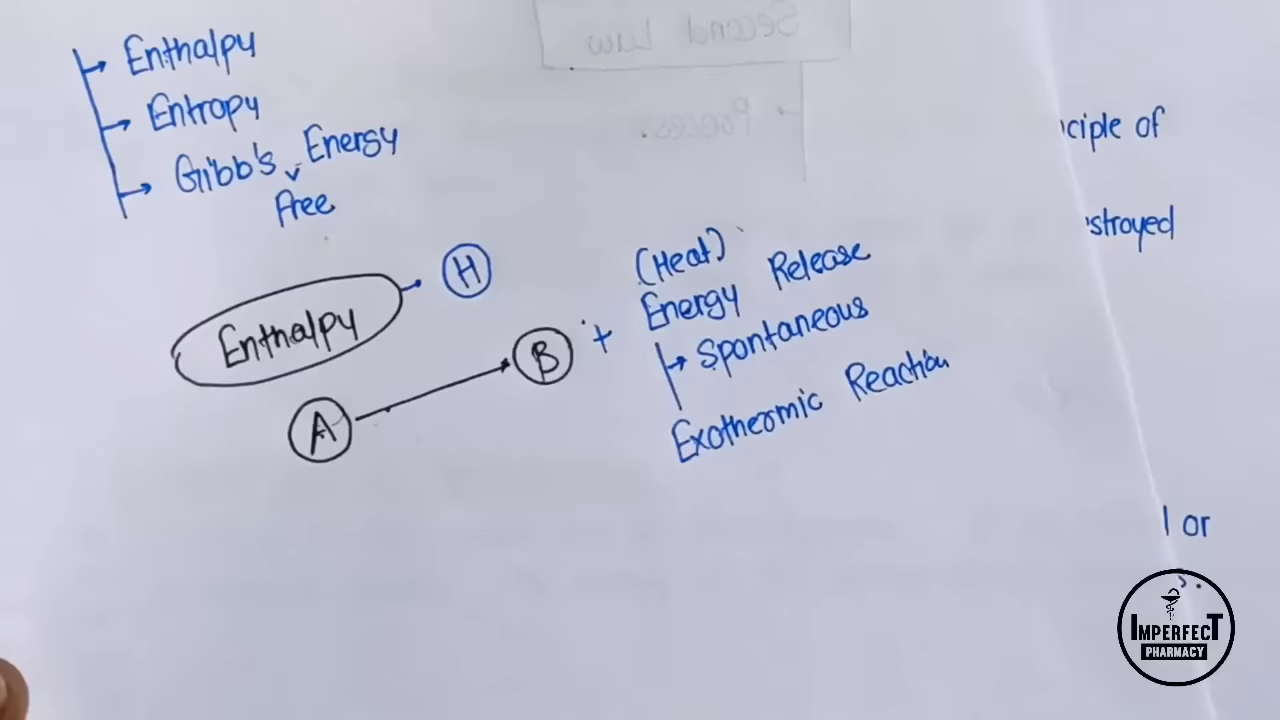 Enthalpy
Entropy
Gibb's Energy
Free
Enthalpy
H
A
B
+
(Heat)
Energy Release
Spontaneous
Exothermic Reaction
Second Law
Process
ciple of
stroyed
l or
s.
IMPERFECT
PHARMACY